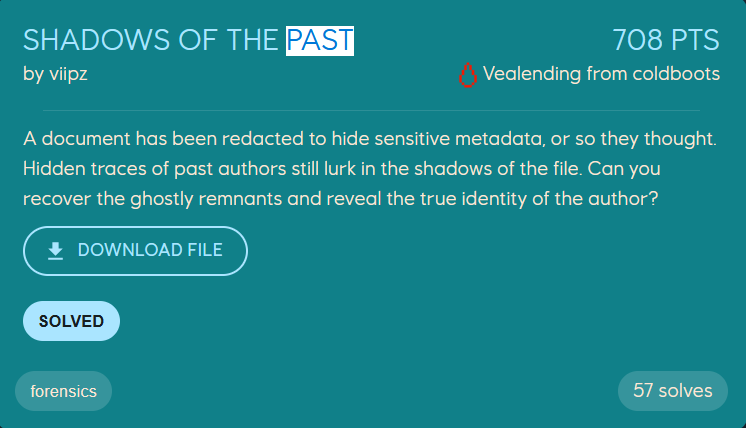 SHADOWS OF THE PAST
708 PTS
by viipz
Vealending from coldboots
A document has been redacted to hide sensitive metadata, or so they thought.
Hidden traces of past authors still lurk in the shadows of the file. Can you
recover the ghostly remnants and reveal the true identity of the author?
DOWNLOAD FILE
SOLVED
forensics
57 solves